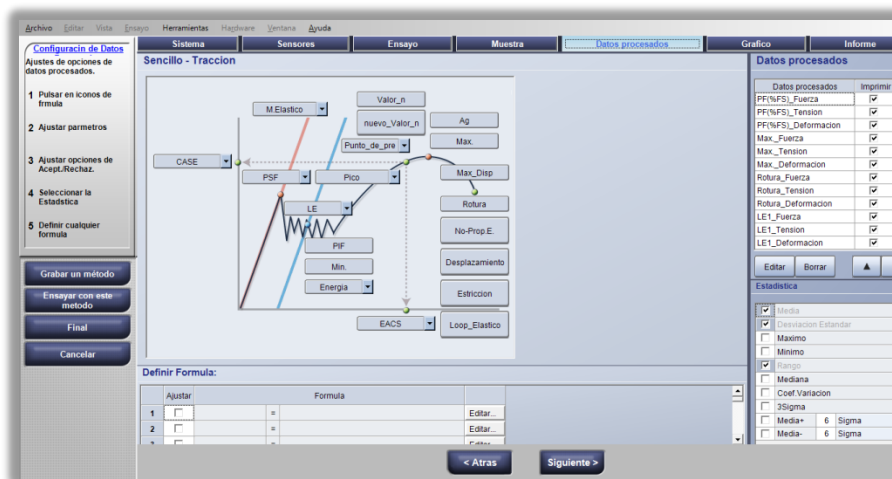 Archivo Editar Vista Ensayo Herramientas Hardware Ventana Ayuda
Configuracin de Datos
Ajustes de opciones de
datos procesados.
1 Pulsar en iconos de
frmula
2 Ajustar parmetros
3 Ajustar opciones de
Acept./Rechaz.
4 Seleccionar la
Estadstica
5 Definir cualquier
formula
Grabar un método
Ensayar con este
metodo
Final
Cancelar
Sistema Sensores Ensayo Muestra Datos procesados Grafico Informe
Sencillo - Traccion
M.Elastico
Valor_n
nuevo_Valor_n
Ag
Punto_de_pre
Max.
CASE
PSF
Pico
Max_Disp
LE
Rotura
PIF
No-Prop.E.
Min.
Desplazamiento
Energia
Estriccion
EACS
Loop_Elastico
Definir Formula:
Ajustar Formula
1 = Editar...
2 = Editar...
Datos procesados
Datos procesados Imprimir
PF(%FS)_Fuerza
PF(%FS)_Tension
PF(%FS)_Deformacion
Max._Fuerza
Max._Tension
Max._Deformacion
Rotura_Fuerza
Rotura_Tension
Rotura_Deformacion
LE1_Fuerza
LE1_Tension
LE1_Deformacion
Editar Borrar ▲
Estadistica
Media
Desviacion Estandar
Maximo
Minimo
Rango
Mediana
Coef.Variacion
3Sigma
Media+ 6 Sigma
Media- 6 Sigma
< Atras Siguiente >